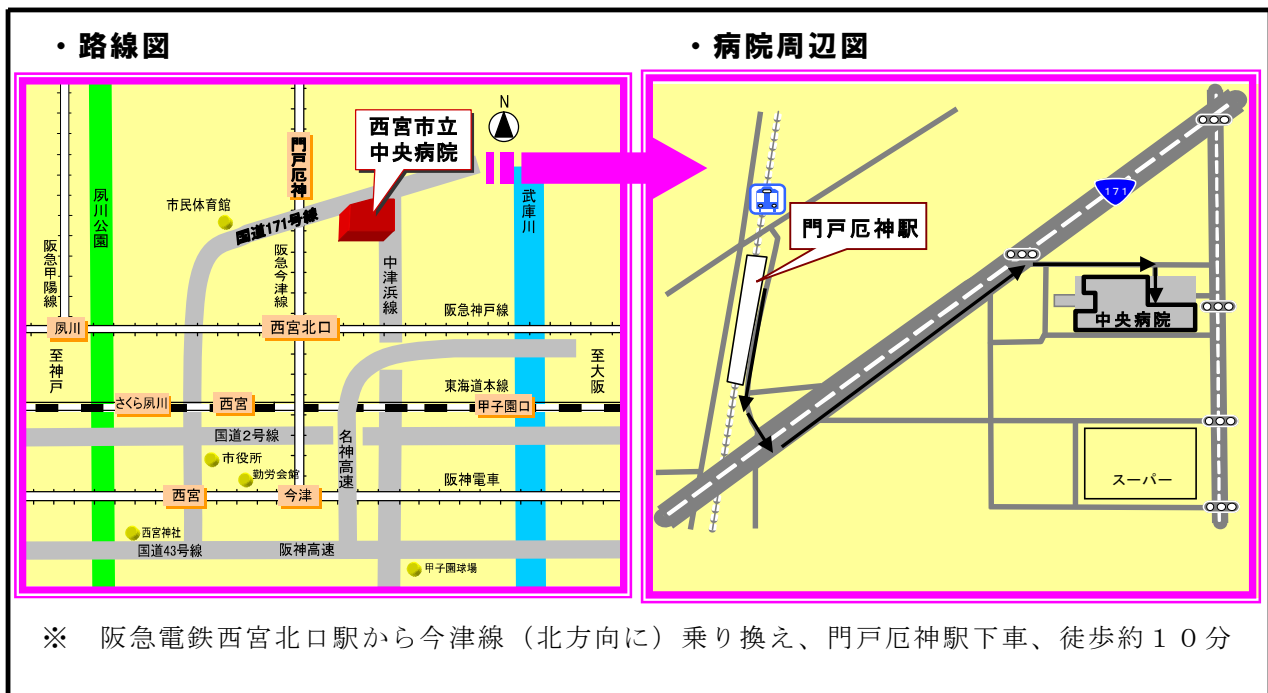 ・路線図
・病院周辺図
N
西宮市立
中央病院
門戸厄神
市民体育館
国道171号線
夙川公園
武庫川
阪急甲陽線
阪急今津線
中津浜線
阪急神戸線
夙川
西宮北口
至神戸
至大阪
東海道本線
さくら夙川
西宮
甲子園口
国道2号線
名神高速
市役所
勤労会館
阪神電車
西宮
今津
西宮神社
国道43号線
阪神高速
甲子園球場
171
門戸厄神駅
中央病院
スーパー
※ 阪急電鉄西宮北口駅から今津線（北方向に）乗り換え、門戸厄神駅下車、徒歩約１０分